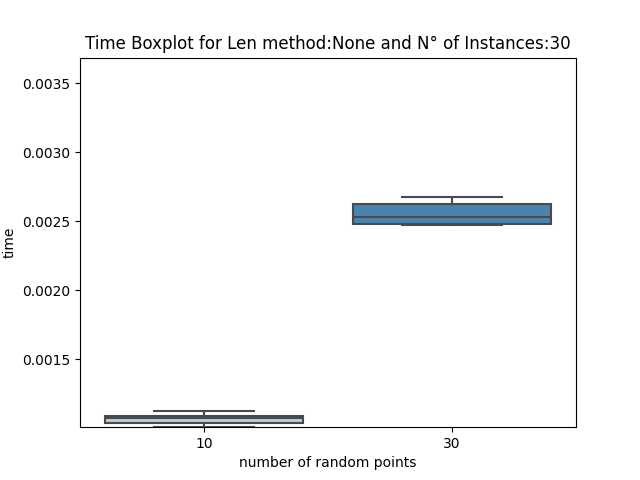 Time Boxplot for Len method:None and N° of Instances:30
0.0035
0.0030
0.0025
0.0020
0.0015
time
10
30
number of random points